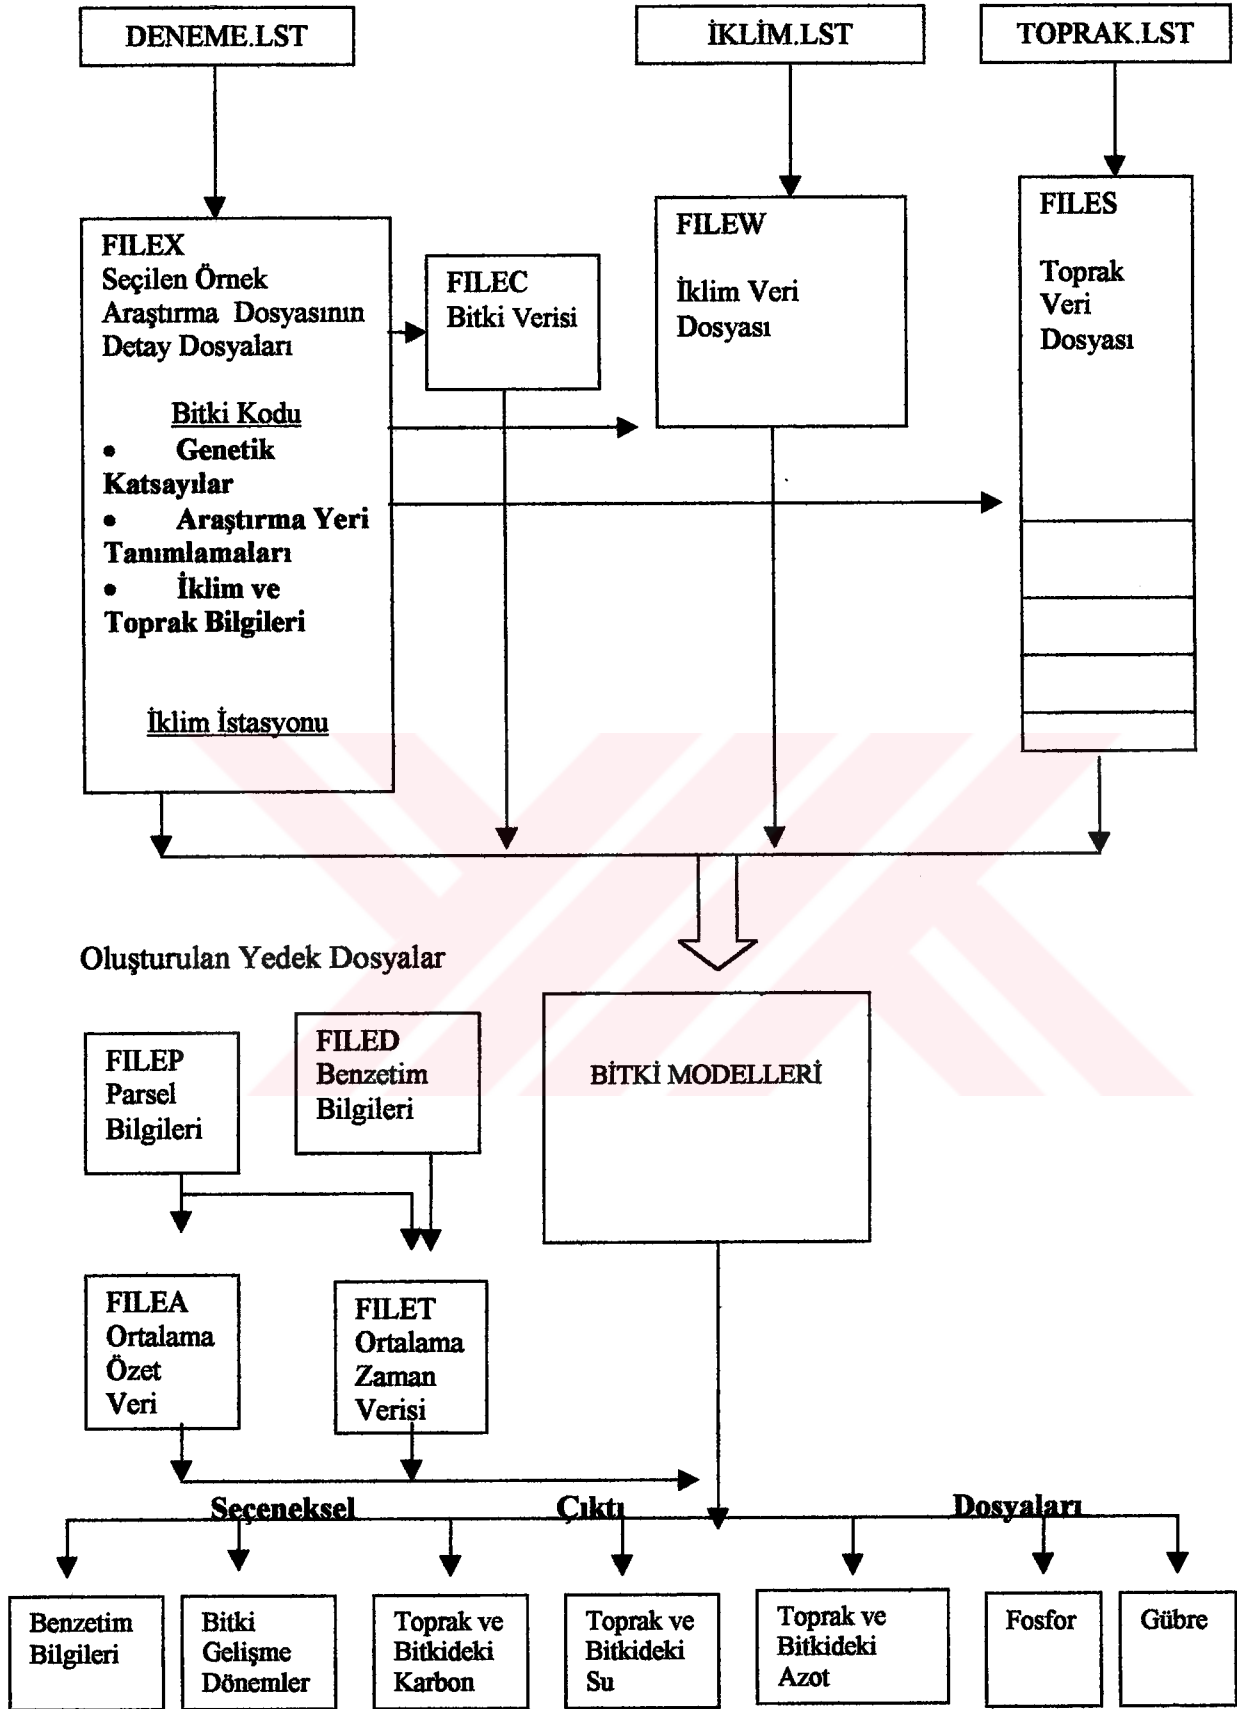 DENEME.LST
İKLİM.LST
TOPRAK.LST
FILEX
Seçilen Örnek
Araştırma Dosyasının
Detay Dosyaları
Bitki Kodu
• Genetik
Katsayılar
• Araştırma Yeri
Tanımlamaları
• İklim ve
Toprak Bilgileri
İklim İstasyonu
FILEC
Bitki Verisi
FILEW
İklim Veri
Dosyası
FILES
Toprak
Veri
Dosyası
Oluşturulan Yedek Dosyalar
FILEP
Parsel
Bilgileri
FILED
Benzetim
Bilgileri
BİTKİ MODELLERİ
FILEA
Ortalama
Özet
Veri
FILET
Ortalama
Zaman
Verisi
Seçeneksel Çıktı Dosyaları
Benzetim
Bilgileri
Bitki
Gelişme
Dönemler
Toprak ve
Bitkideki
Karbon
Toprak ve
Bitkideki
Su
Toprak ve
Bitkideki
Azot
Fosfor
Gübre